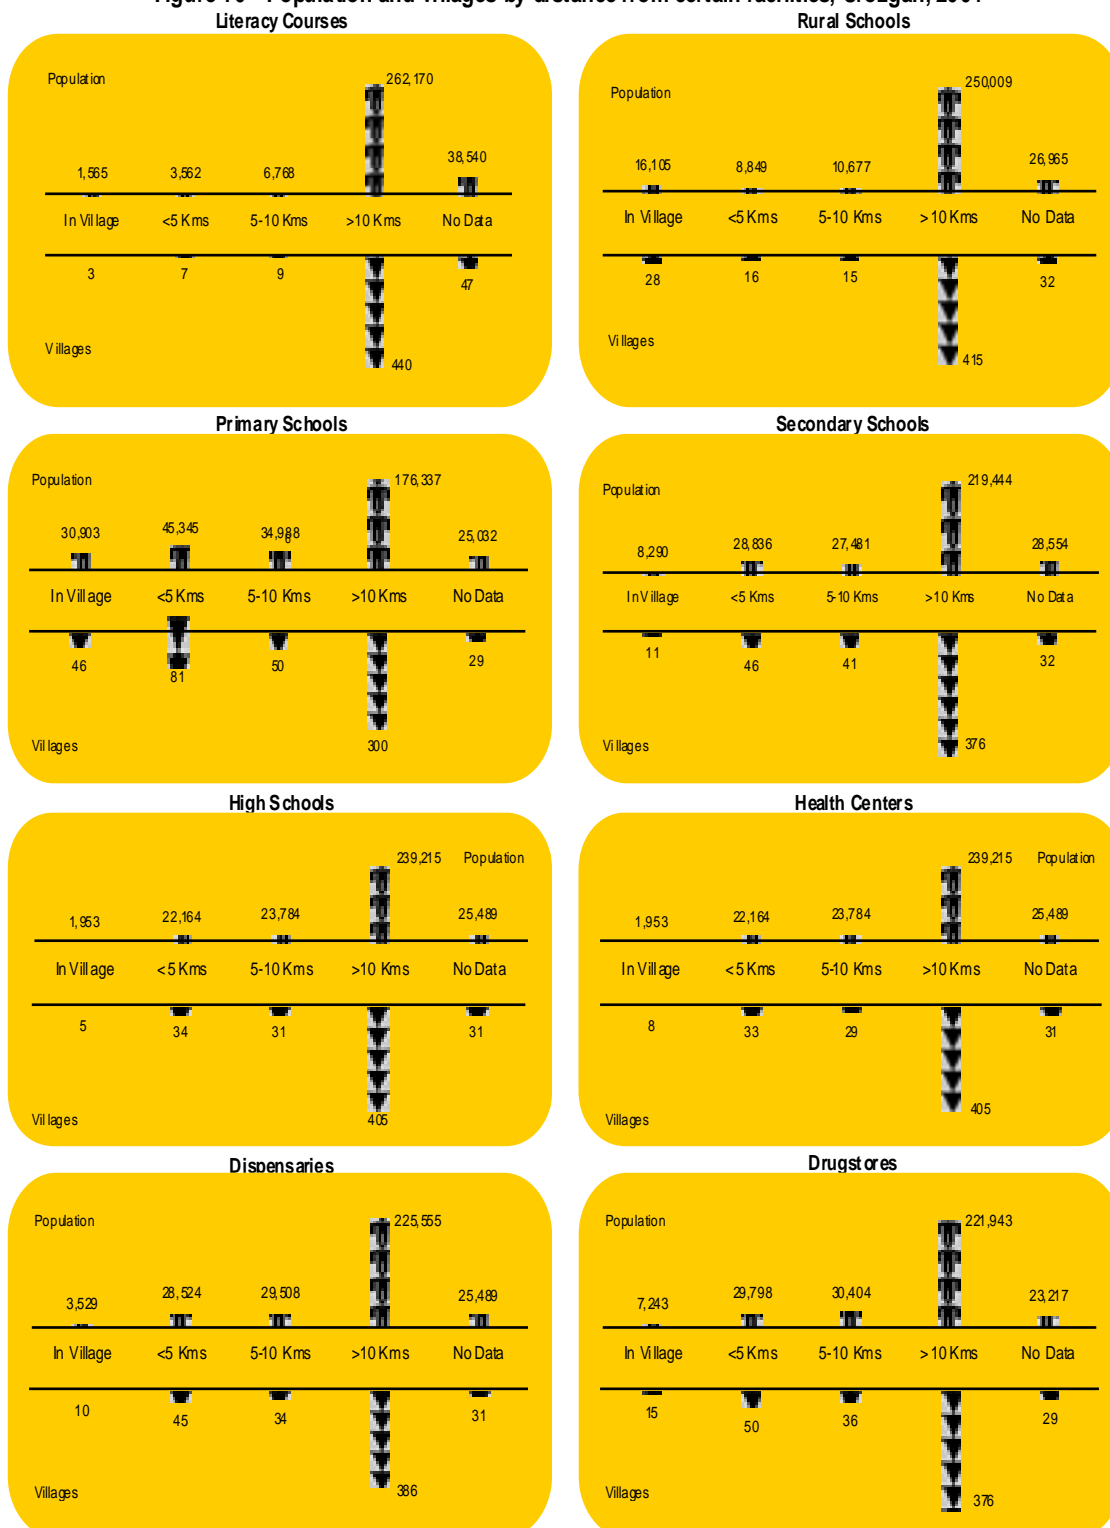 Literacy Courses
Population
262,170
1,565 3,562 6,768 38,540
In Village <5 Kms 5-10 Kms >10 Kms No Data
3 7 9 47
440
Villages
Rural Schools
Population
250,009
16,105 8,849 10,677 26,965
In Village <5 Kms 5-10 Kms >10 Kms No Data
28 16 15 32
415
Villages
Primary Schools
Population
176,337
30,903 45,345 34,988 25,032
6
In Village <5 Kms 5-10 Kms >10 Kms No Data
46 81 50 29
300
Villages
Secondary Schools
Population
219,444
8,290 28,836 27,481 28,554
In Village <5 Kms 5-10 Kms >10 Kms No Data
11 46 41 32
376
Villages
High Schools
239,215 Population
1,953 22,164 23,784 25,489
In Village <5 Kms 5-10 Kms >10 Kms No Data
5 34 31 31
405
Villages
Health Centers
239,215 Population
1,953 22,164 23,784 25,489
In Village <5 Kms 5-10 Kms >10 Kms No Data
8 33 29 31
405
Villages
Dispensaries
Population
225,555
3,529 28,524 29,508 25,489
In Village <5 Kms 5-10 Kms >10 Kms No Data
10 45 34 31
386
Villages
Drugstores
Population
221,943
7,243 29,798 30,404 23,217
In Village <5 Kms 5-10 Kms >10 Kms No Data
15 50 36 29
376
Villages